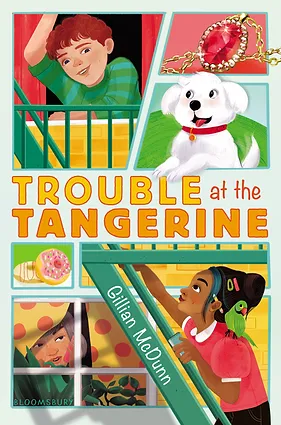 TROUBLE at the
TANGERINE
Gillian McDunn
BLOOMSBURY